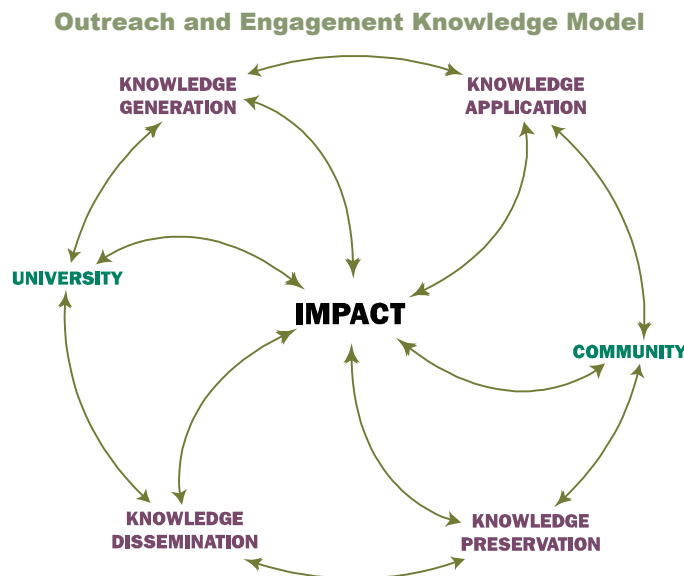 Outreach and Engagement Knowledge Model
KNOWLEDGE
GENERATION
KNOWLEDGE
APPLICATION
UNIVERSITY
IMPACT
COMMUNITY
KNOWLEDGE
DISSEMINATION
KNOWLEDGE
PRESERVATION